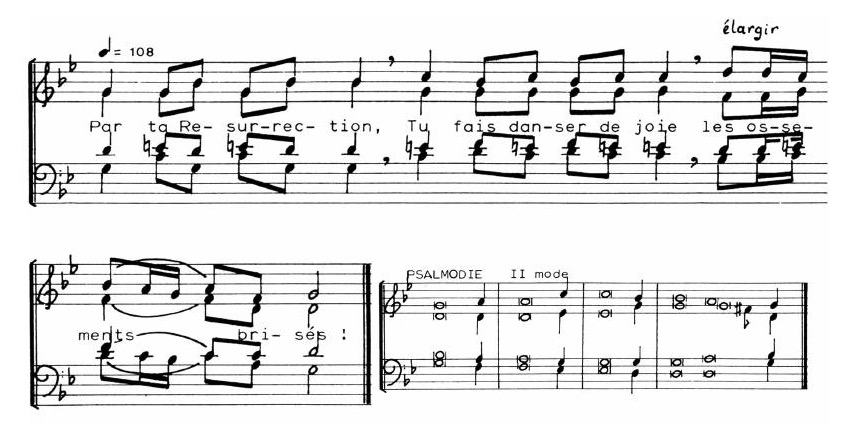 élargir
♩= 108
Par ta Re- sur-rec- tion, Tu fais dan-ser de joie les os-se-
ments bri- sés !
PSALMODIE II mode